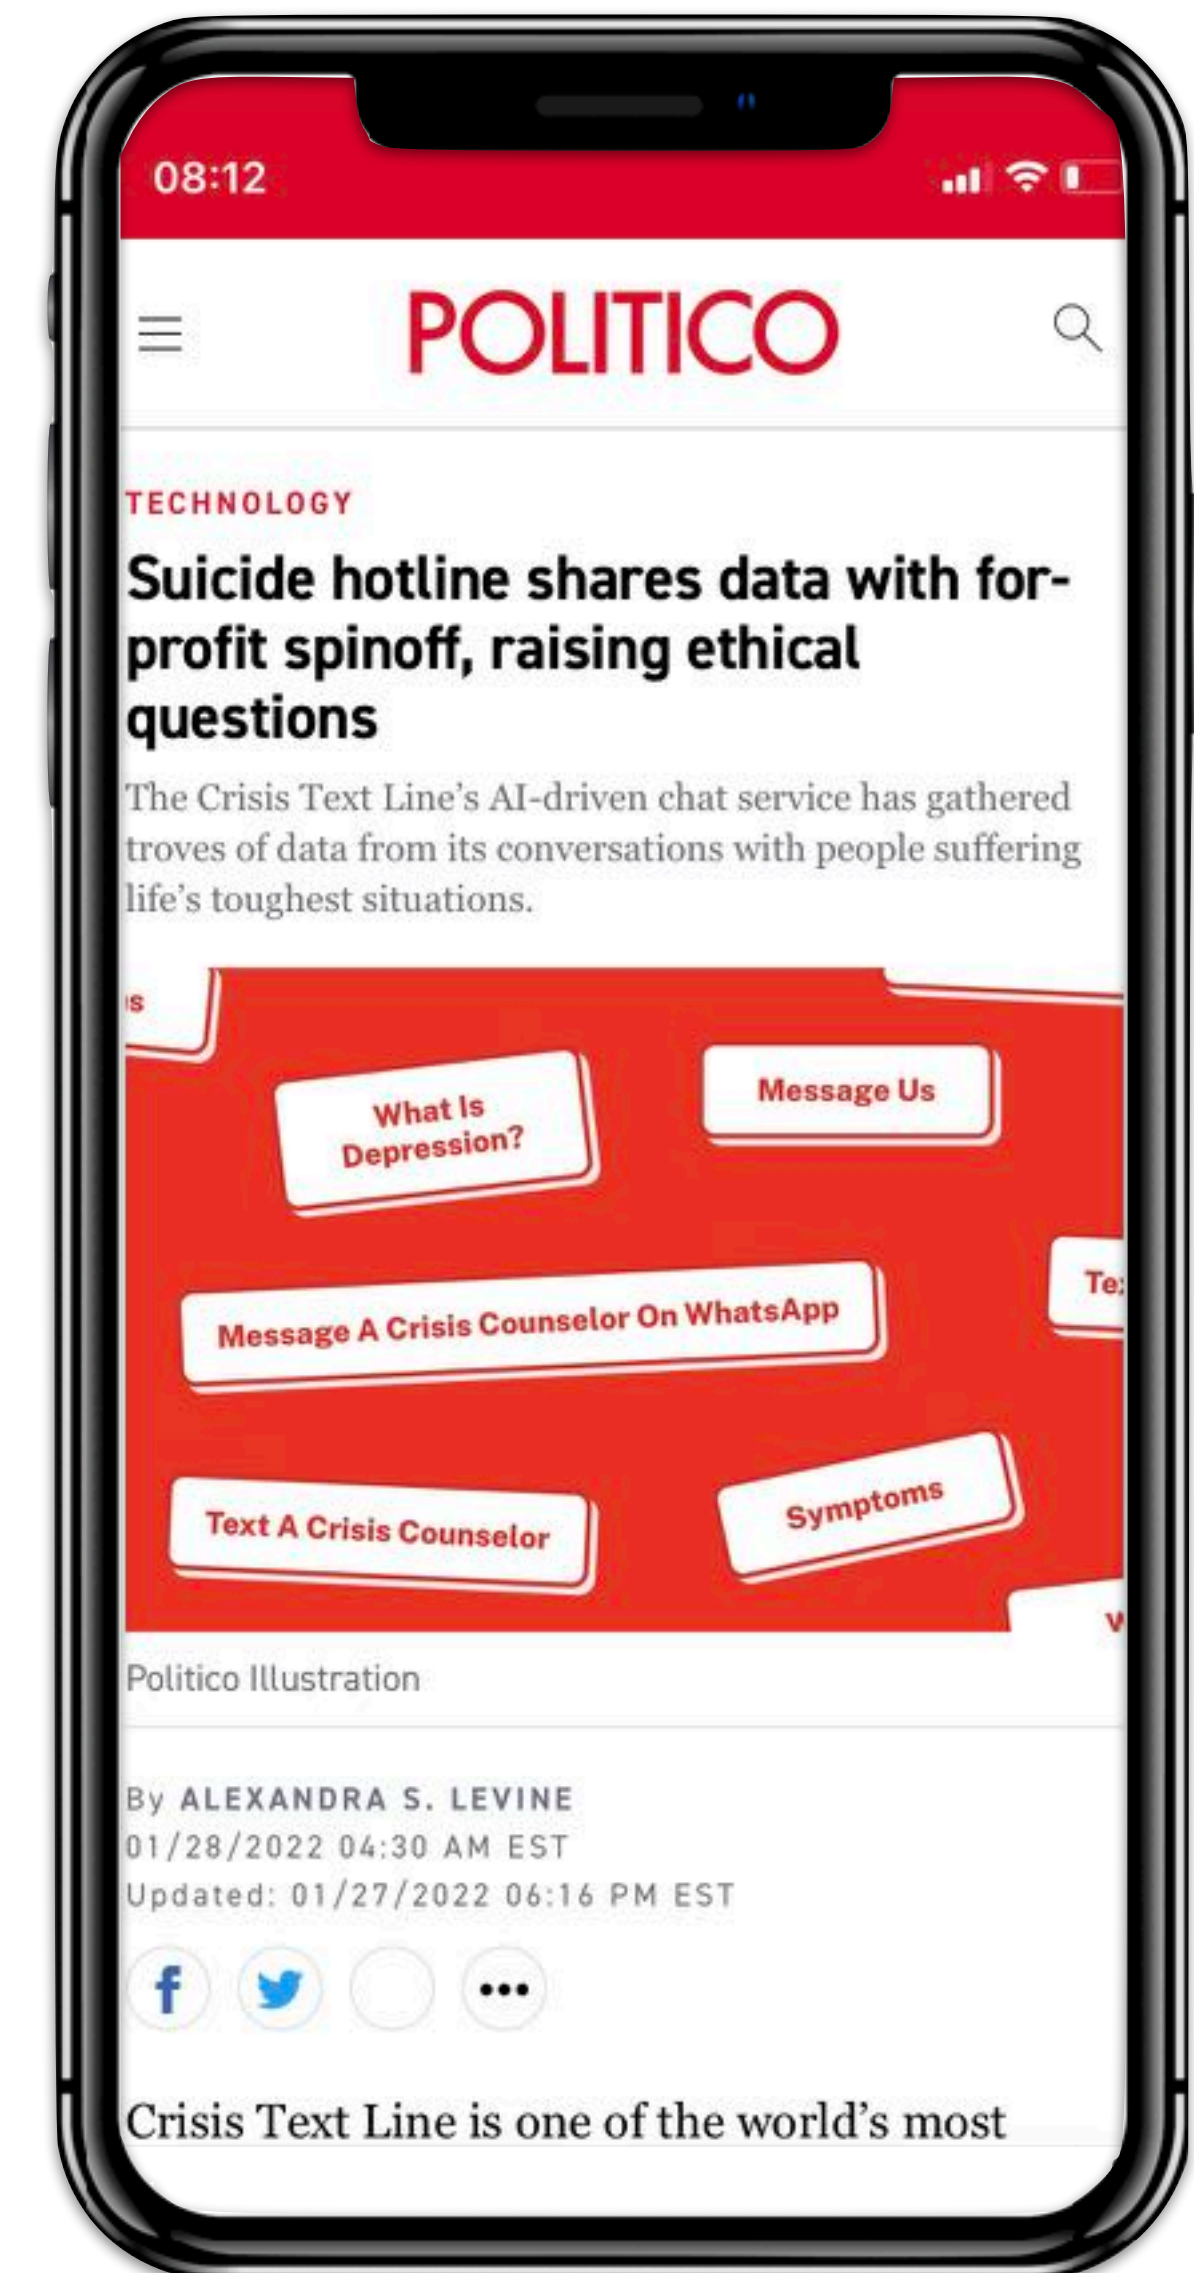 08:12
POLITICO
TECHNOLOGY
Suicide hotline shares data with for-
profit spinoff, raising ethical
questions
The Crisis Text Line's AI-driven chat service has gathered
troves of data from its conversations with people suffering
life's toughest situations.
What Is
Depression?
Message Us
Message A Crisis Counselor On WhatsApp
Text A Crisis Counselor
Symptoms
Politico Illustration
By ALEXANDRA S. LEVINE
01/28/2022 04:30 AM EST
Updated: 01/27/2022 06:16 PM EST
Crisis Text Line is one of the world's most